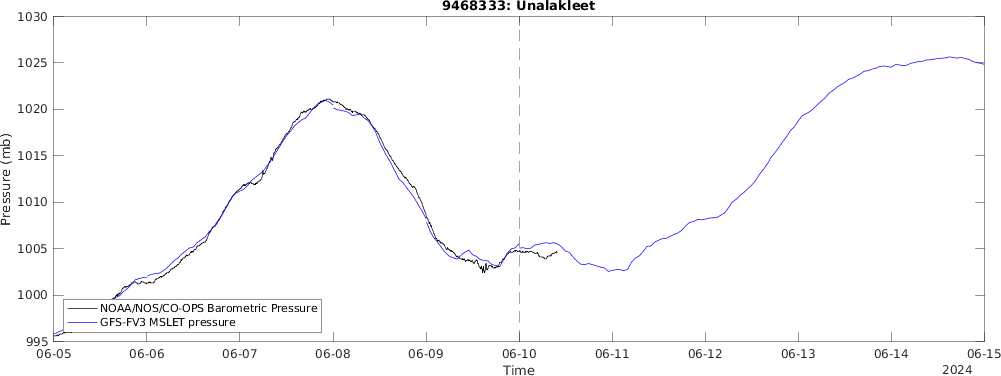 9468333: Unalakleet
1030
1025
1020
1015
1010
1005
1000
995
Pressure (mb)
NOAA/NOS/CO-OPS Barometric Pressure
GFS-FV3 MSLET pressure
06-05 06-06 06-07 06-08 06-09 06-10 06-11 06-12 06-13 06-14 06-15
Time
2024